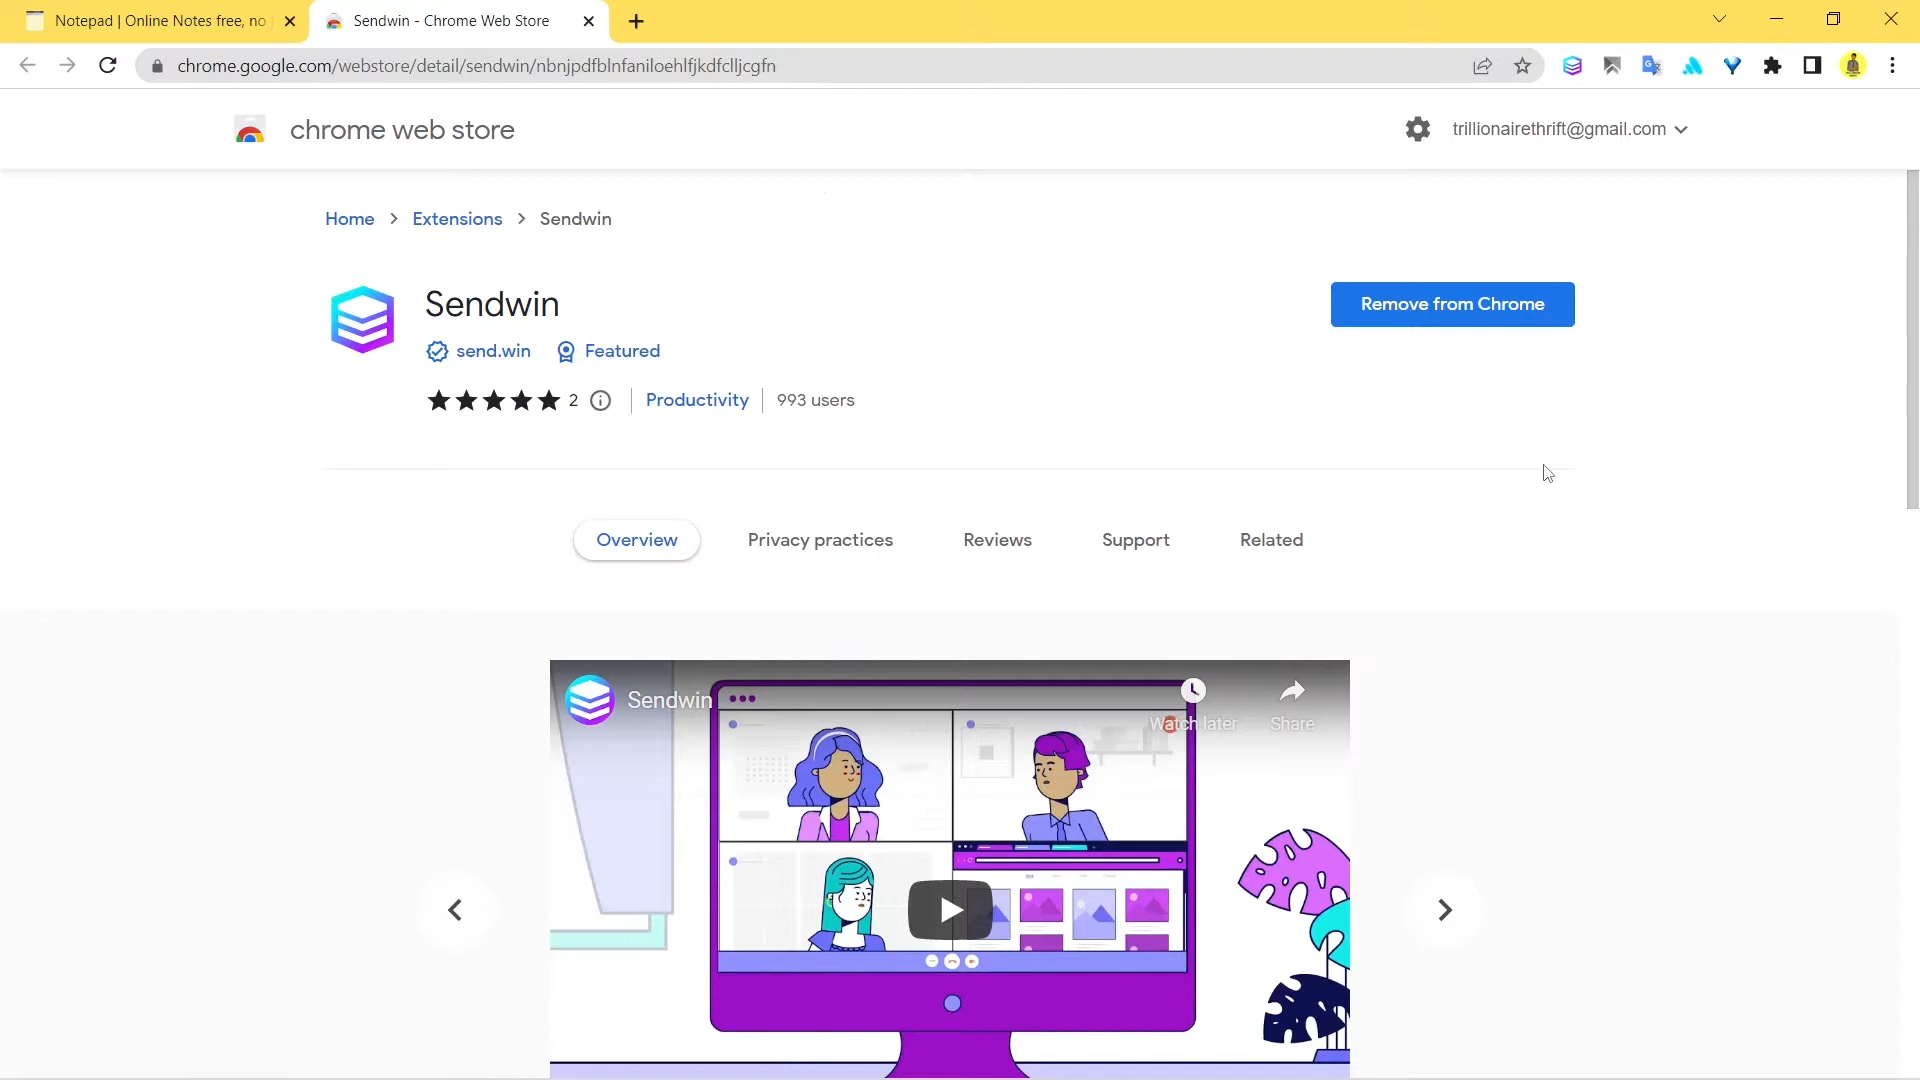 Notepad | Online Notes free, no
Sendwin - Chrome Web Store
chrome.google.com/webstore/detail/sendwin/nbnjpdfblnfaniloehlfjkdfclljcgfn
chrome web store
trillionairethrift@gmail.com
Home > Extensions > Sendwin
Sendwin
Remove from Chrome
send.win Featured
2 Productivity 993 users
Overview Privacy practices Reviews Support Related
Sendwin
Watch later Share